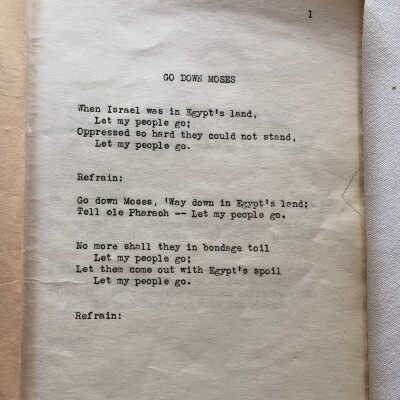 1
GO DOWN MOSES
When Israel was in Egypt's land,
Let my people go;
Oppressed so hard they could not stand,
Let my people go.
Refrain:
Go down Moses, 'Way down in Egypt's land;
Tell ole Pharaoh -- Let my people go.
No more shall they in bondage toil
Let my people go;
Let them come out with Egypt's spoil
Let my people go.
Refrain: